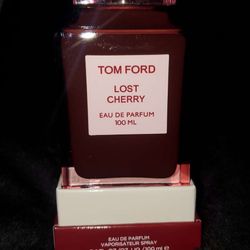 TOM FORD
LOST
CHERRY
EAU DE PARFUM
100 ML
EAU DE PARFUM
VAPORISATEUR SPRAY